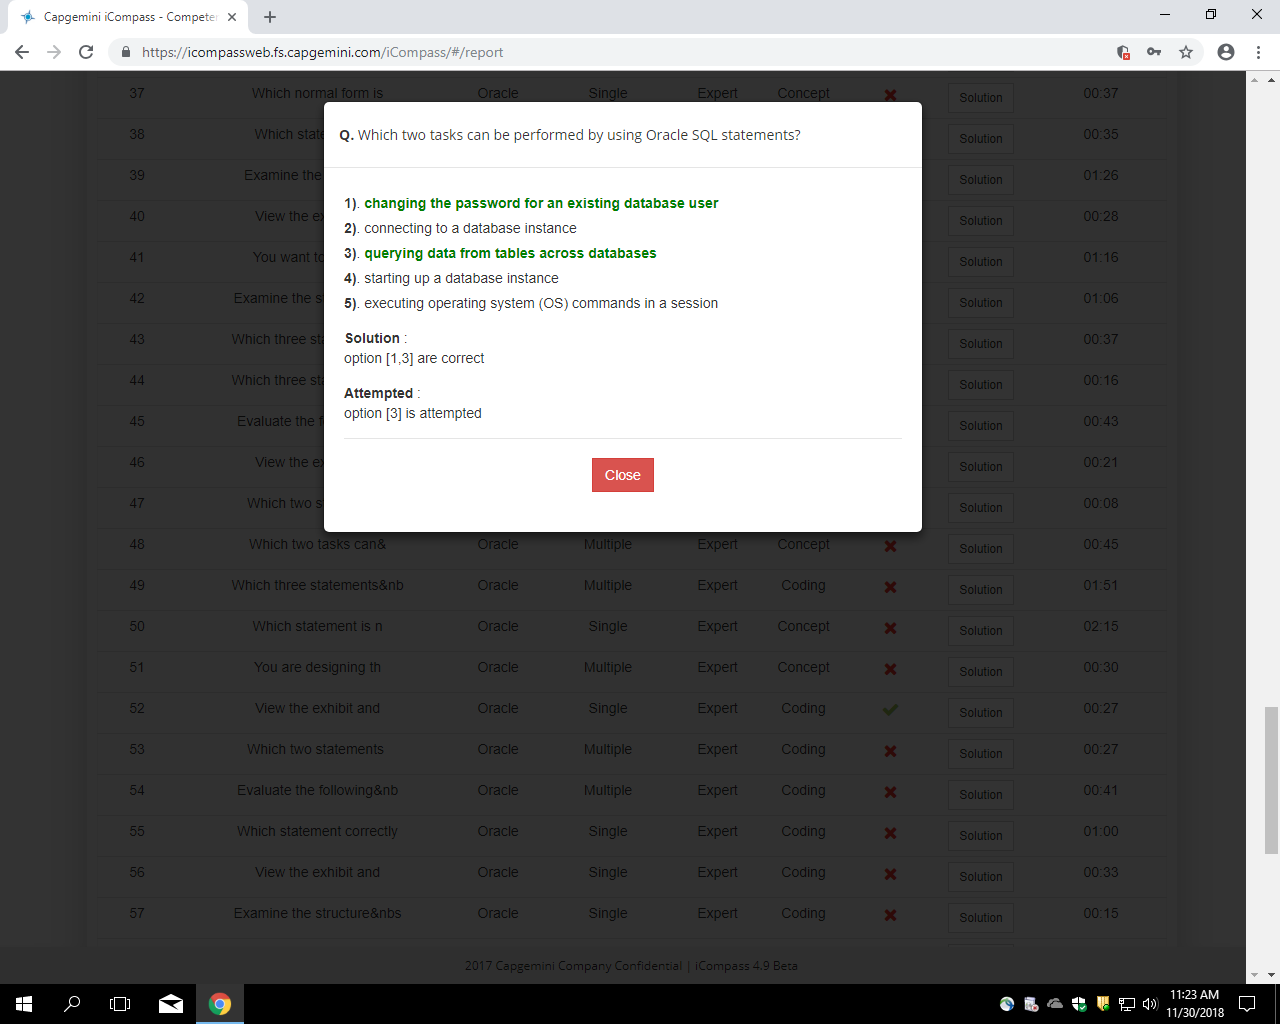 Capgemini iCompass - Competen
https://icompassweb.fs.capgemini.com/iCompass/#/report
37 Which normal form is Oracle Single Expert Concept Solution 00:37
38 Which state Solution 00:35
39 Examine the Solution 01:26
40 View the ex Solution 00:28
41 You want to Solution 01:16
42 Examine the s Solution 01:06
43 Which three sta Solution 00:37
44 Which three sta Solution 00:16
45 Evaluate the f Solution 00:43
46 View the ex Solution 00:21
47 Which two s Solution 00:08
Q. Which two tasks can be performed by using Oracle SQL statements?
1). changing the password for an existing database user
2). connecting to a database instance
3). querying data from tables across databases
4). starting up a database instance
5). executing operating system (OS) commands in a session
Solution :
option [1,3] are correct
Attempted :
option [3] is attempted
Close
48 Which two tasks can& Oracle Multiple Expert Concept Solution 00:45
49 Which three statements&nb Oracle Multiple Expert Coding Solution 01:51
50 Which statement is n Oracle Single Expert Concept Solution 02:15
51 You are designing th Oracle Multiple Expert Concept Solution 00:30
52 View the exhibit and Oracle Single Expert Coding Solution 00:27
53 Which two statements Oracle Multiple Expert Coding Solution 00:27
54 Evaluate the following&nb Oracle Multiple Expert Coding Solution 00:41
55 Which statement correctly Oracle Single Expert Coding Solution 01:00
56 View the exhibit and Oracle Single Expert Coding Solution 00:33
57 Examine the structure&nbs Oracle Single Expert Coding Solution 00:15
2017 Capgemini Company Confidential | iCompass 4.9 Beta
11:23 AM
11/30/2018